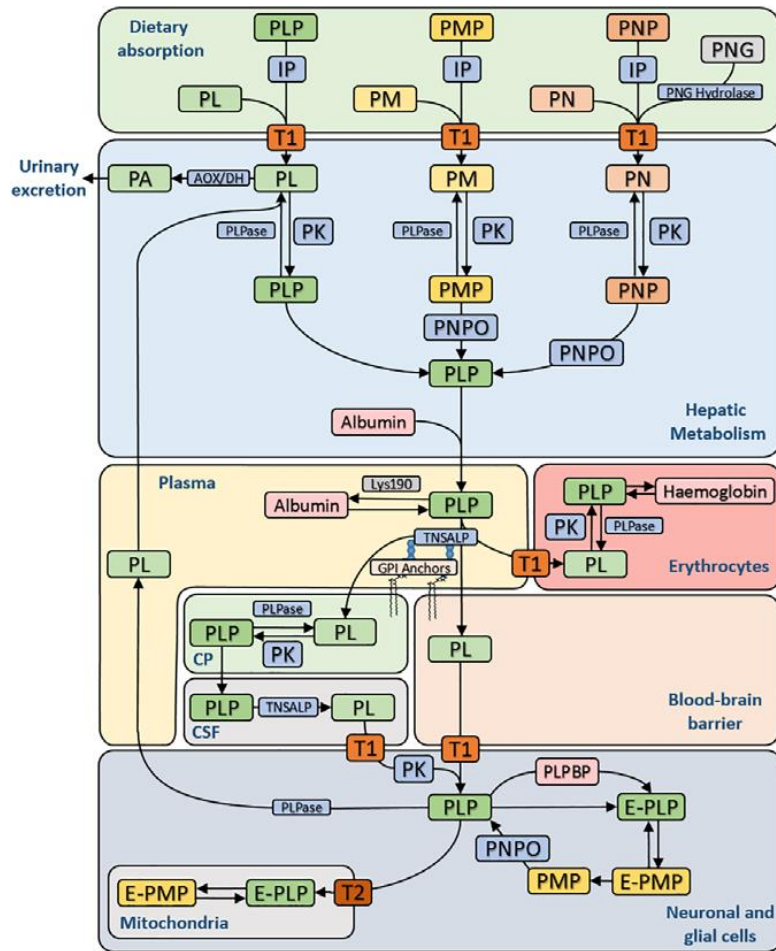 Dietary
absorption
PLP
PMP
PNP
PNG
IP
IP
IP
PNG Hydrolase
PL
PM
PN
T1
T1
T1
Urinary
excretion
PA
AOX/DH
PL
PM
PN
PLPase
PK
PLPase
PK
PLPase
PK
PLP
PMP
PNP
PNPO
PNPO
PLP
Albumin
Hepatic
Metabolism
Plasma
Lys190
Albumin
PLP
PLP
Haemoglobin
PK
PLPase
TNSALP
GPI Anchors
T1
PL
Erythrocytes
PL
PLPase
PLP
PL
PK
CP
PL
PLP
TNSALP
PL
CSF
Blood-brain
barrier
T1
T1
PK
PLPBP
PLPase
PLP
E-PLP
PNPO
PMP
E-PMP
E-PMP
E-PLP
T2
Mitochondria
Neuronal and
glial cells